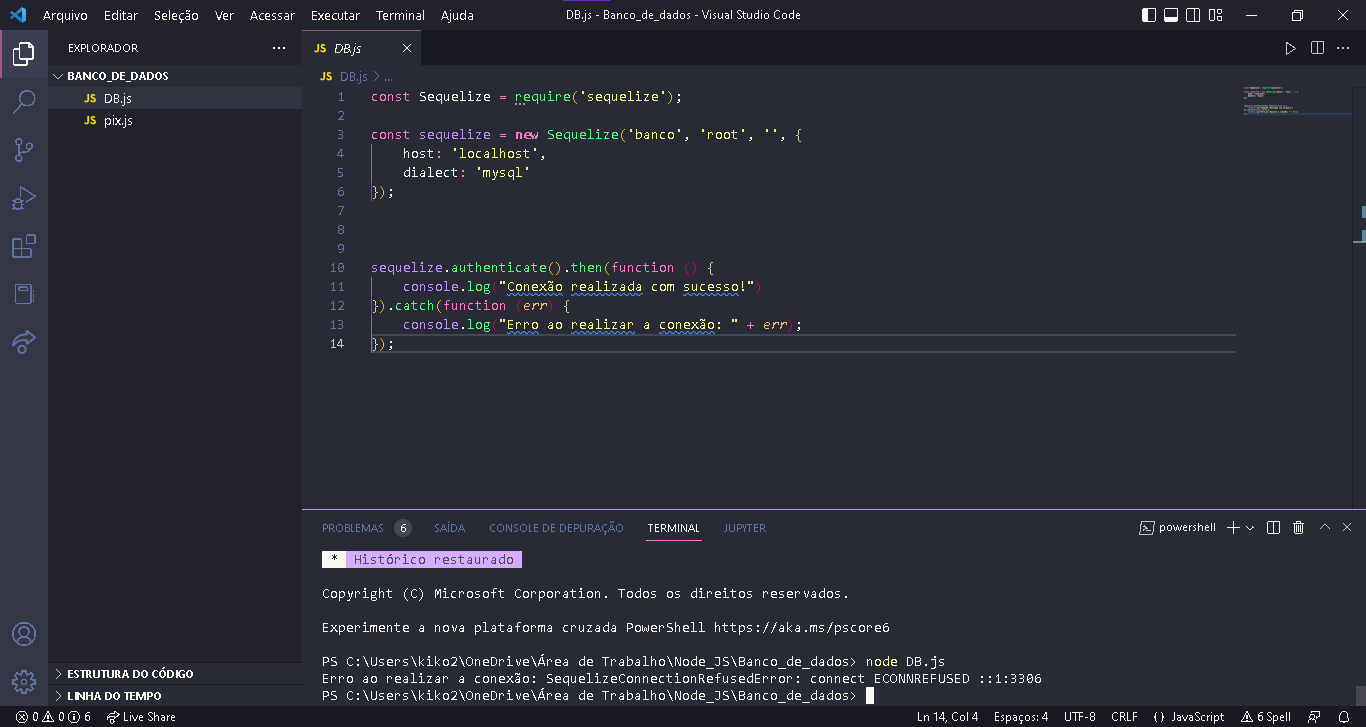 Arquivo Editar Seleção Ver Acessar Executar Terminal Ajuda DB.js - Banco_de_dados - Visual Studio Code
EXPLORADOR ···
BANCO_DE_DADOS
JS DB.js
JS pix.js
ESTRUTURA DO CÓDIGO
LINHA DO TEMPO
JS DB.js
JS DB.js > ...
1 const Sequelize = require('sequelize');
2
3 const sequelize = new Sequelize('banco', 'root', '', {
4 host: 'localhost',
5 dialect: 'mysql'
6 });
7
8
9
10 sequelize.authenticate().then(function () {
11 console.log("Conexão realizada com sucesso!")
12 }).catch(function (err) {
13 console.log("Erro ao realizar a conexão: " + err);
14 });
PROBLEMAS 6 SAÍDA CONSOLE DE DEPURAÇÃO TERMINAL JUPYTER powershell
* Histórico restaurado
Copyright (C) Microsoft Corporation. Todos os direitos reservados.
Experimente a nova plataforma cruzada PowerShell https://aka.ms/pscore6
PS C:\Users\kiko2\OneDrive\Área de Trabalho\Node_JS\Banco_de_dados> node DB.js
Erro ao realizar a conexão: SequelizeConnectionRefusedError: connect ECONNREFUSED ::1:3306
PS C:\Users\kiko2\OneDrive\Área de Trabalho\Node_JS\Banco_de_dados>
0 0 6 Live Share Ln 14, Col 4 Espaços: 4 UTF-8 CRLF {} JavaScript 6 Spell